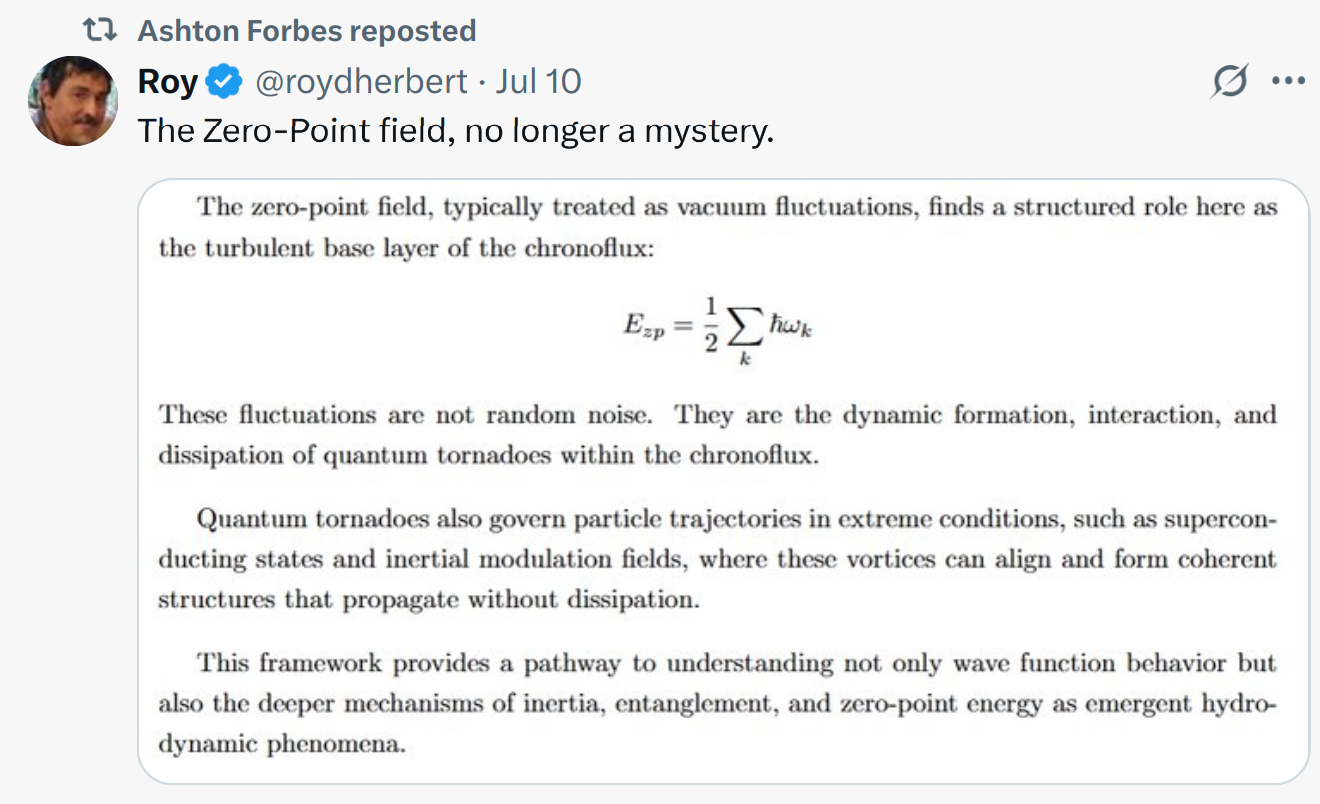 Ashton Forbes reposted
Roy @roydherbert · Jul 10
The Zero-Point field, no longer a mystery.
The zero-point field, typically treated as vacuum fluctuations, finds a structured role here as
the turbulent base layer of the chronoflux:
E_{zp} = \frac{1}{2} \sum_{k} \hbar\omega_k
These fluctuations are not random noise. They are the dynamic formation, interaction, and
dissipation of quantum tornadoes within the chronoflux.
Quantum tornadoes also govern particle trajectories in extreme conditions, such as supercon-
ducting states and inertial modulation fields, where these vortices can align and form coherent
structures that propagate without dissipation.
This framework provides a pathway to understanding not only wave function behavior but
also the deeper mechanisms of inertia, entanglement, and zero-point energy as emergent hydro-
dynamic phenomena.